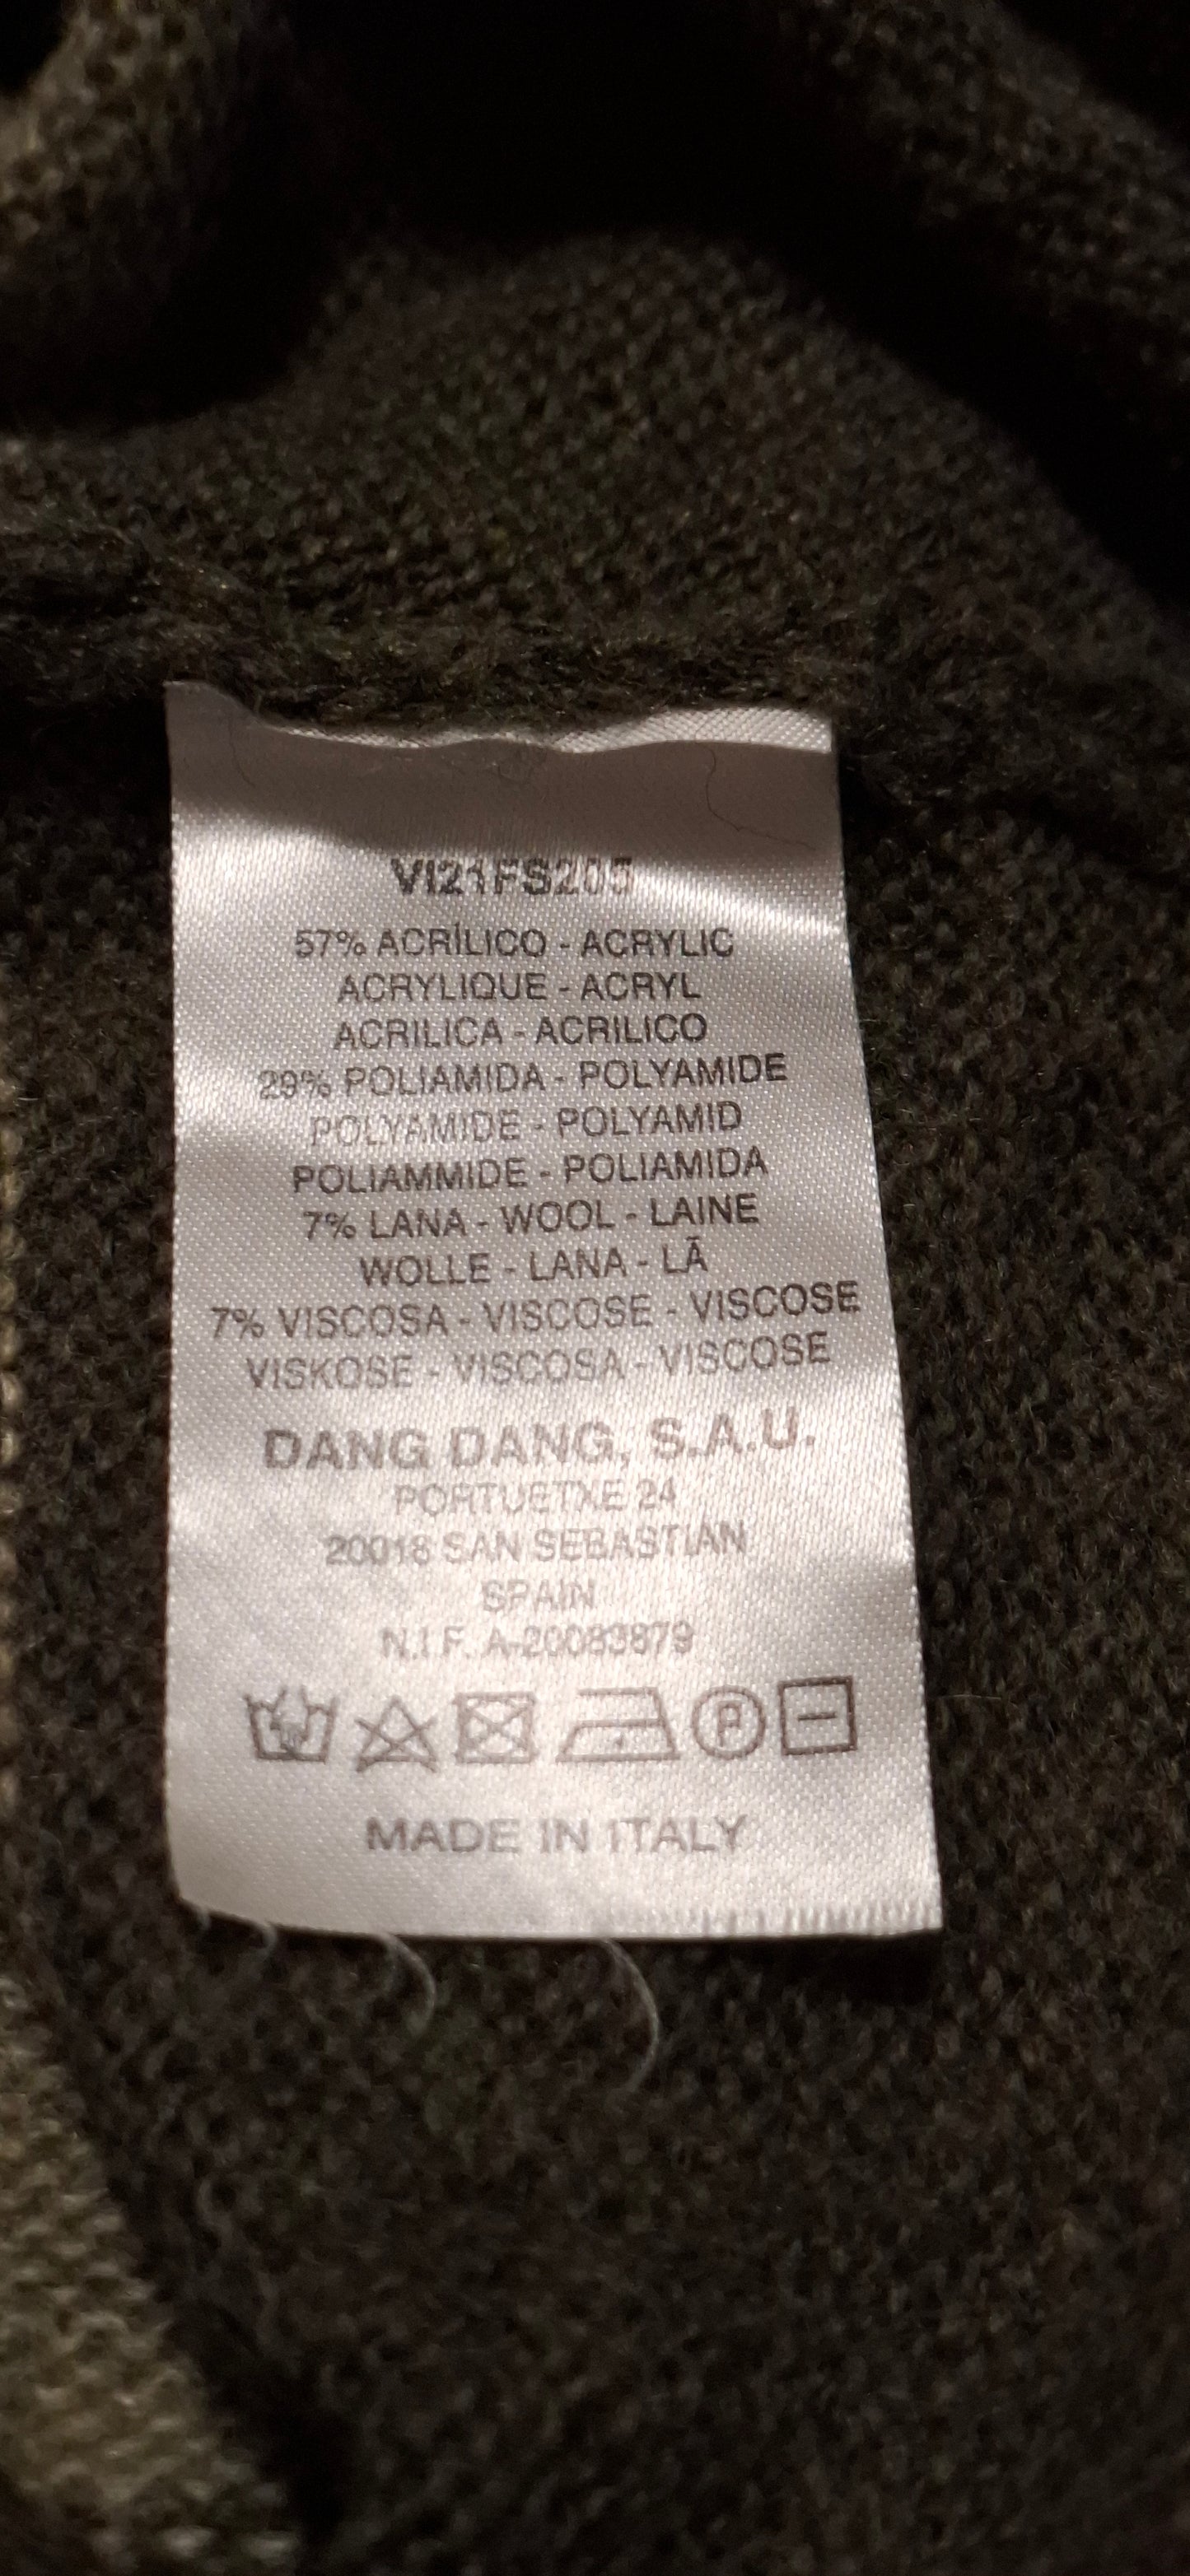 VI21FS205
57% ACRÍLICO - ACRYLIC
ACRYLIQUE - ACRYL
ACRILICA - ACRILICO
29% POLIAMIDA - POLYAMIDE
POLYAMIDE - POLYAMID
POLIAMMIDE - POLIAMIDA
7% LANA - WOOL - LAINE
WOLLE - LANA - LÃ
7% VISCOSA - VISCOSE - VISCOSE
VISKOSE - VISCOSA - VISCOSE
DANG DANG, S.A.U.
PORTUETXE 24
20018 SAN SEBASTIAN
SPAIN
N.I.F. A-20083879
P
MADE IN ITALY